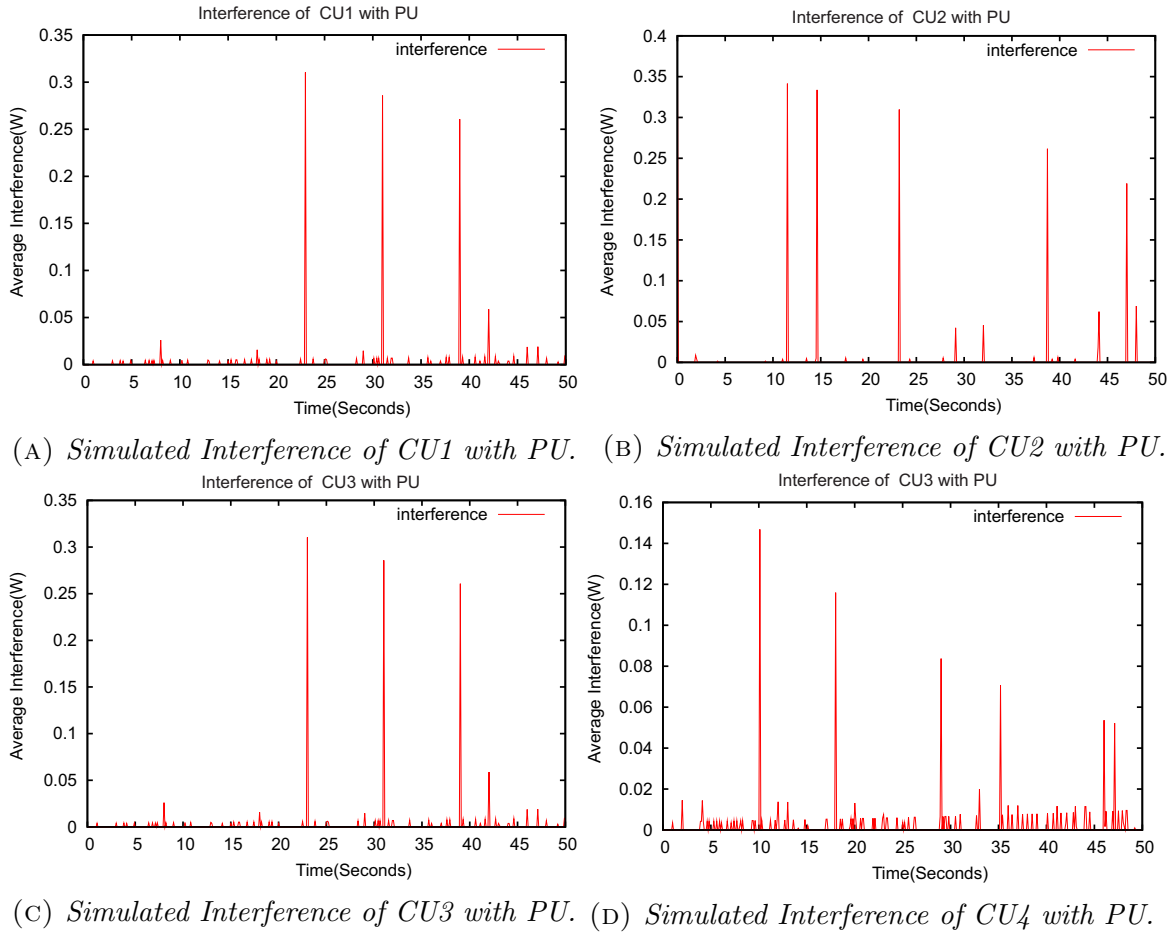 Interference of CU1 with PU
interference
0.35
0.3
0.25
0.2
0.15
0.1
0.05
0
Average Interference(W)
0 5 10 15 20 25 30 35 40 45 50
Time(Seconds)
(A) Simulated Interference of CU1 with PU.
Interference of CU2 with PU
interference
0.4
0.35
0.3
0.25
0.2
0.15
0.1
0.05
0
Average Interference(W)
0 5 10 15 20 25 30 35 40 45 50
Time(Seconds)
(B) Simulated Interference of CU2 with PU.
Interference of CU3 with PU
interference
0.35
0.3
0.25
0.2
0.15
0.1
0.05
0
Average Interference(W)
0 5 10 15 20 25 30 35 40 45 50
Time(Seconds)
(C) Simulated Interference of CU3 with PU.
Interference of CU3 with PU
interference
0.16
0.14
0.12
0.1
0.08
0.06
0.04
0.02
0
Average Interference(W)
0 5 10 15 20 25 30 35 40 45 50
Time(Seconds)
(D) Simulated Interference of CU4 with PU.